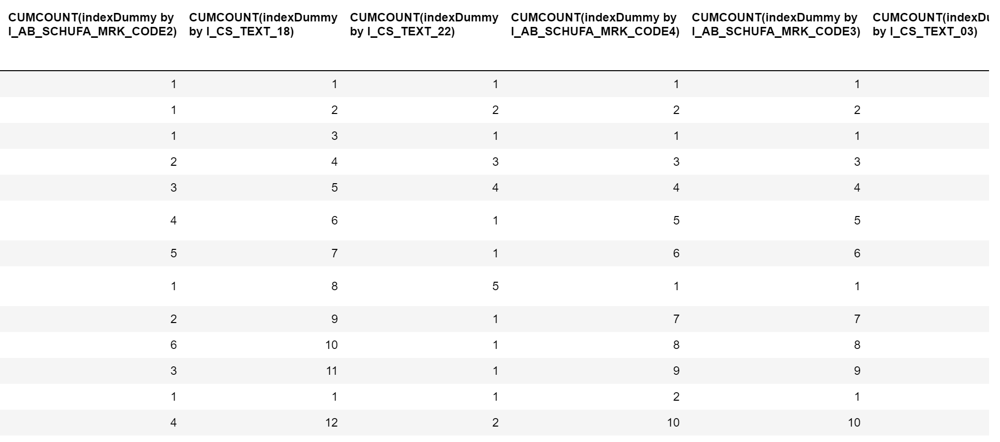 CUMCOUNT(indexDummy by CUMCOUNT(indexDummy CUMCOUNT(indexDummy CUMCOUNT(indexDummy by CUMCOUNT(indexDummy by CUMCOUNT(indexDu
I_AB_SCHUFA_MRK_CODE2) by I_CS_TEXT_18) by I_CS_TEXT_22) I_AB_SCHUFA_MRK_CODE4) I_AB_SCHUFA_MRK_CODE3) by I_CS_TEXT_03)
1 1 1 1 1
1 2 2 2 2
1 3 1 1 1
2 4 3 3 3
3 5 4 4 4
4 6 1 5 5
5 7 1 6 6
1 8 5 1 1
2 9 1 7 7
6 10 1 8 8
3 11 1 9 9
1 1 1 2 1
4 12 2 10 10